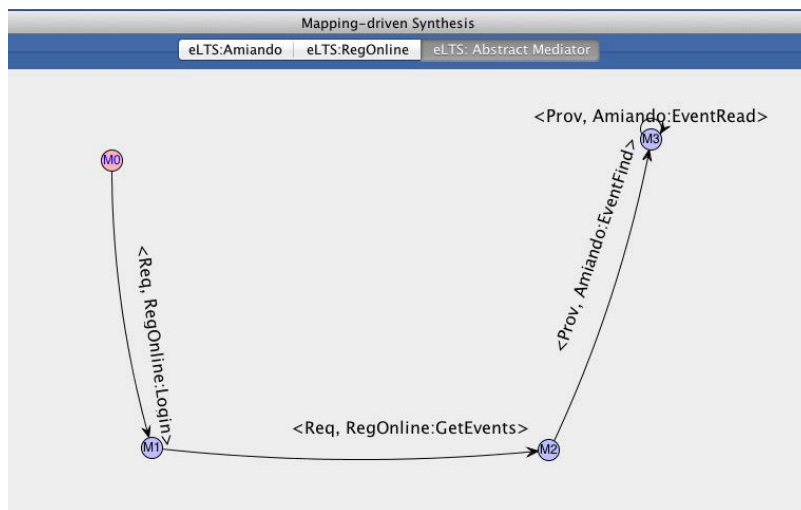 Mapping-driven Synthesis
eLTS:Amiando
eLTS:RegOnline
eLTS: Abstract Mediator
<Prov, Amiando:EventRead>
M3
M0
<Prov, Amiando:EventFind>
<Req, RegOnline:Login>
<Req, RegOnline:GetEvents>
M1
M2